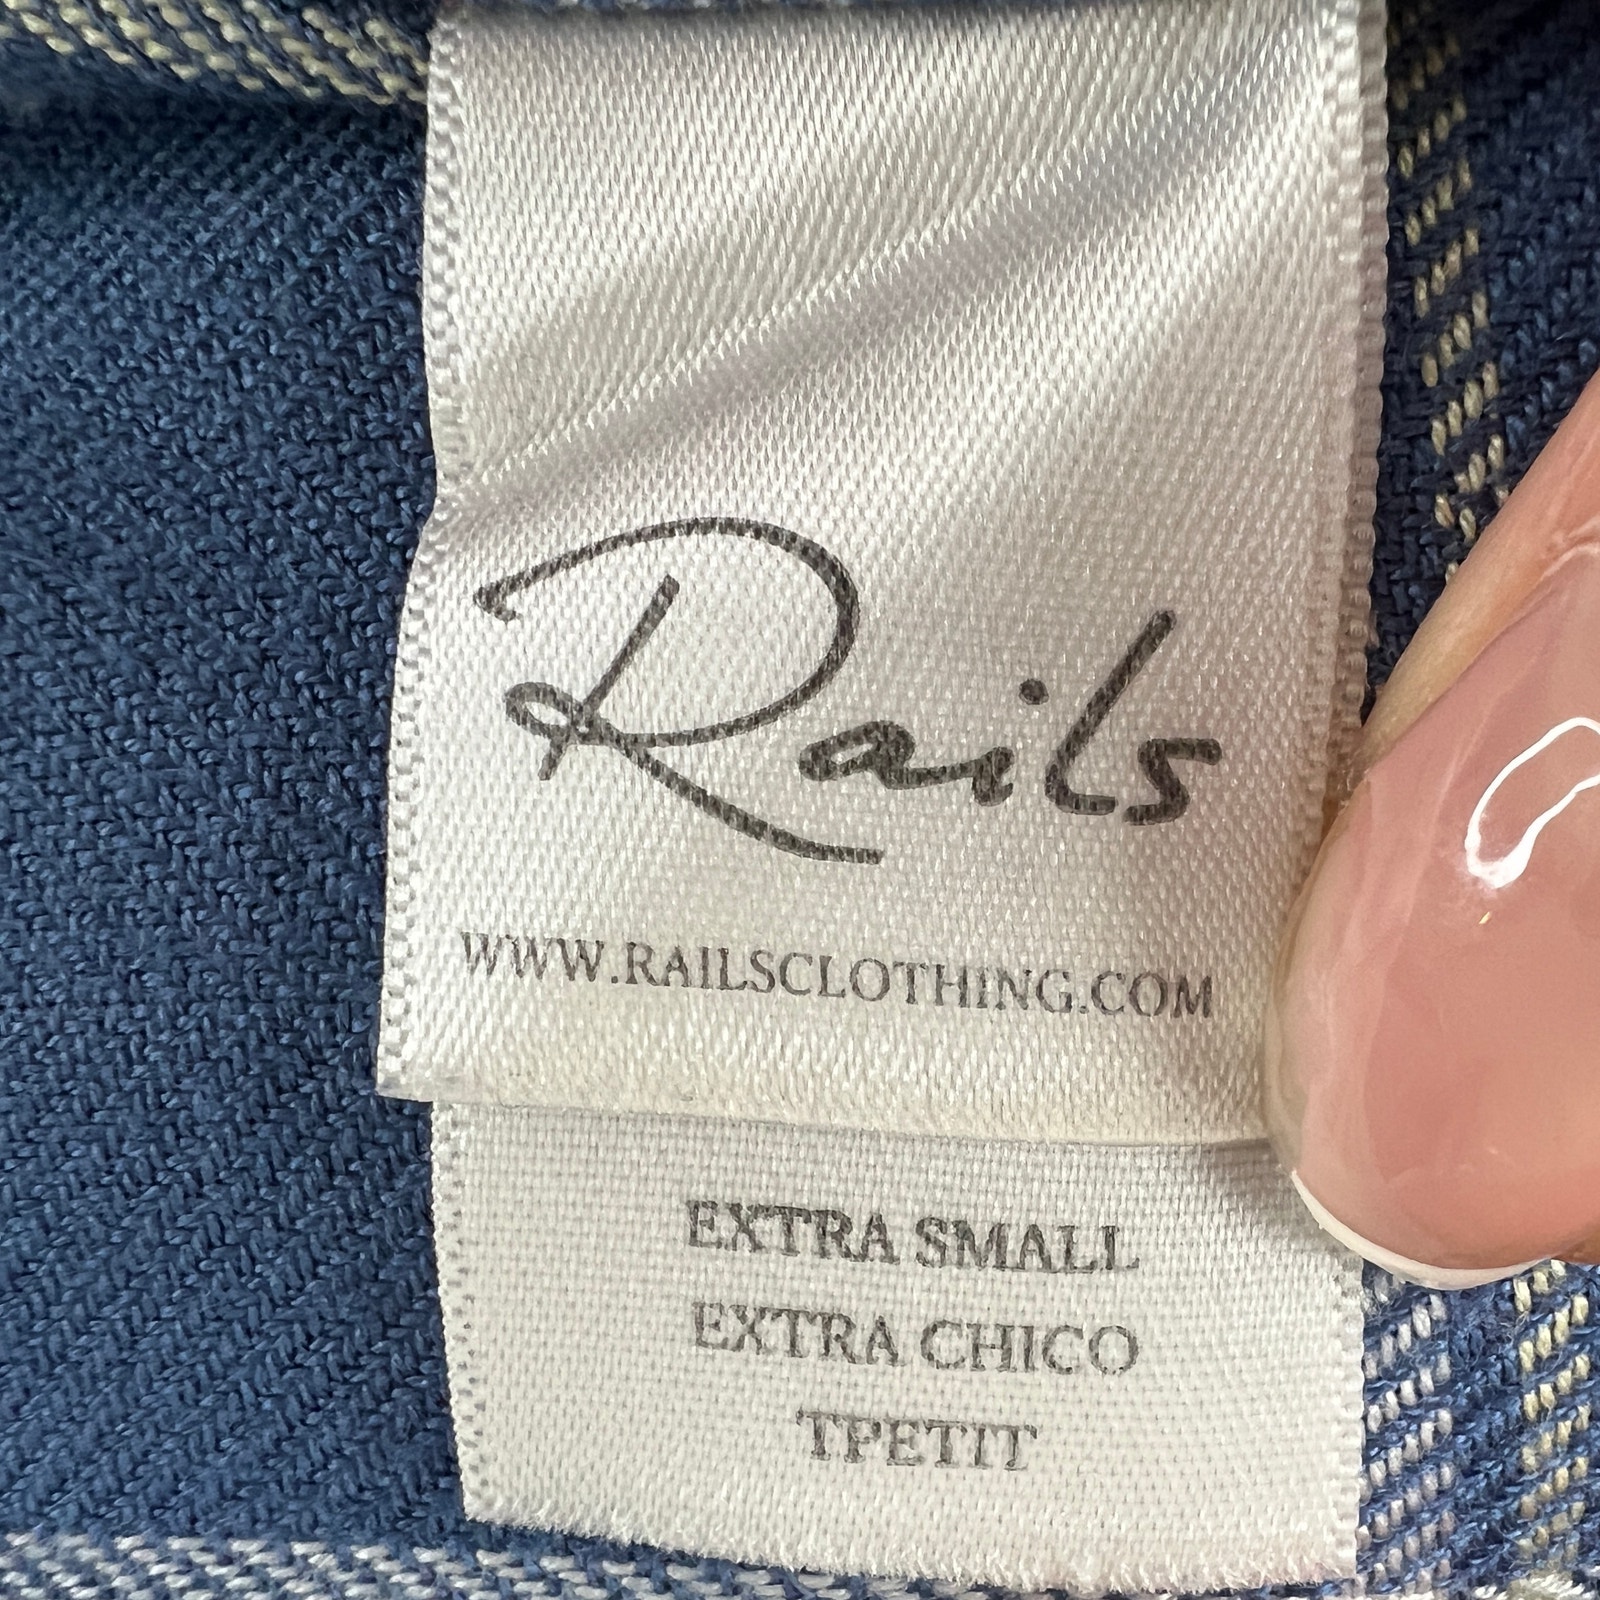 Rails
WWW.RAILSCLOTHING.COM
EXTRA SMALL
EXTRA CHICO
TPETIT